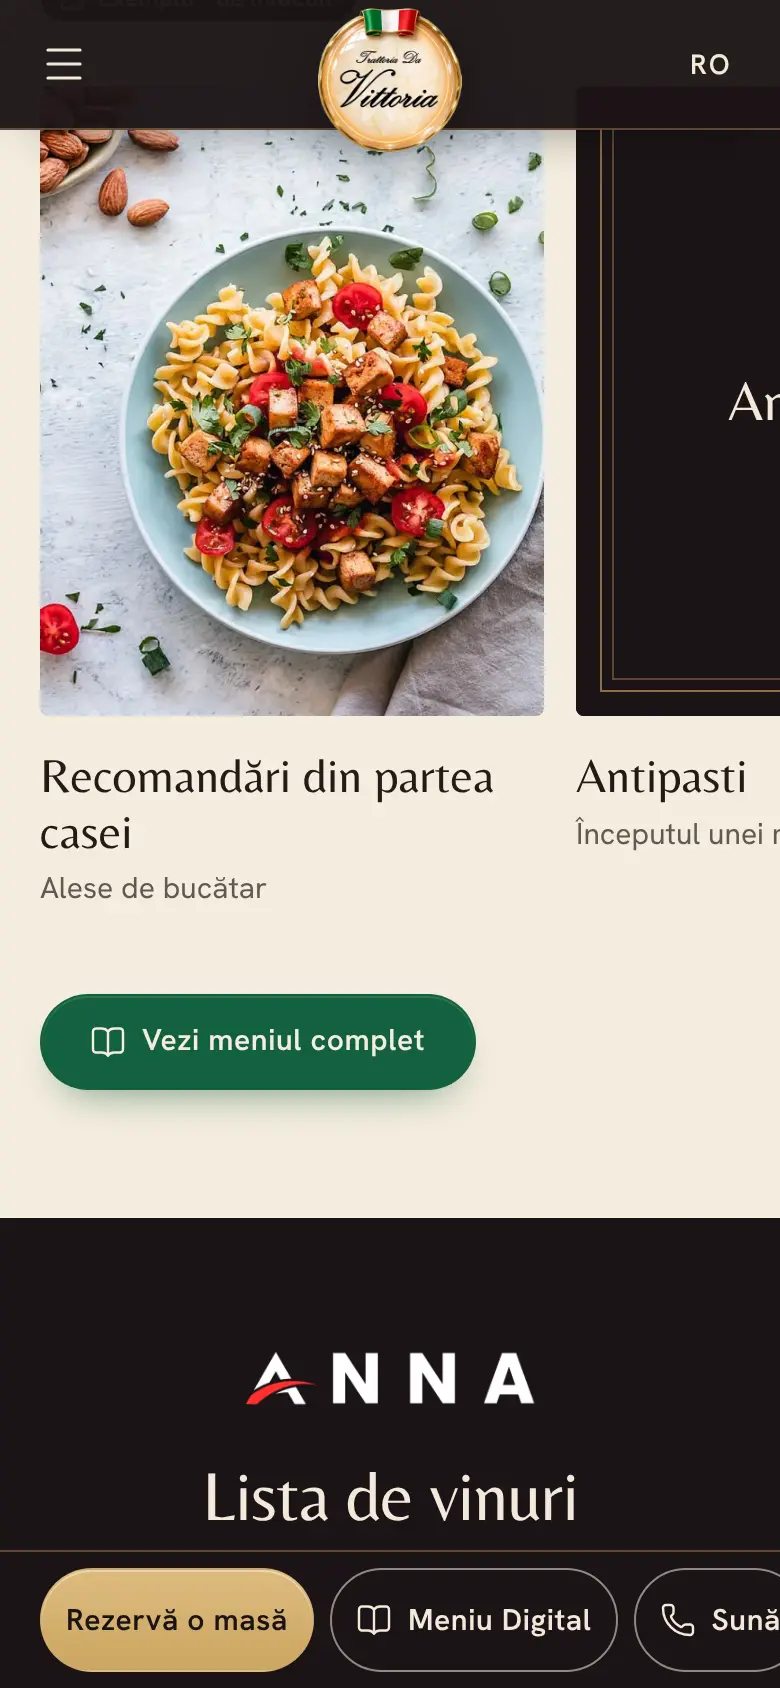 Trattoria Da
Vittoria
RO
An
Recomandări din partea
casei
Alese de bucătar
Antipasti
Începutul unei
Vezi meniul complet
ANNA
Lista de vinuri
Rezervă o masă
Meniu Digital
Sună